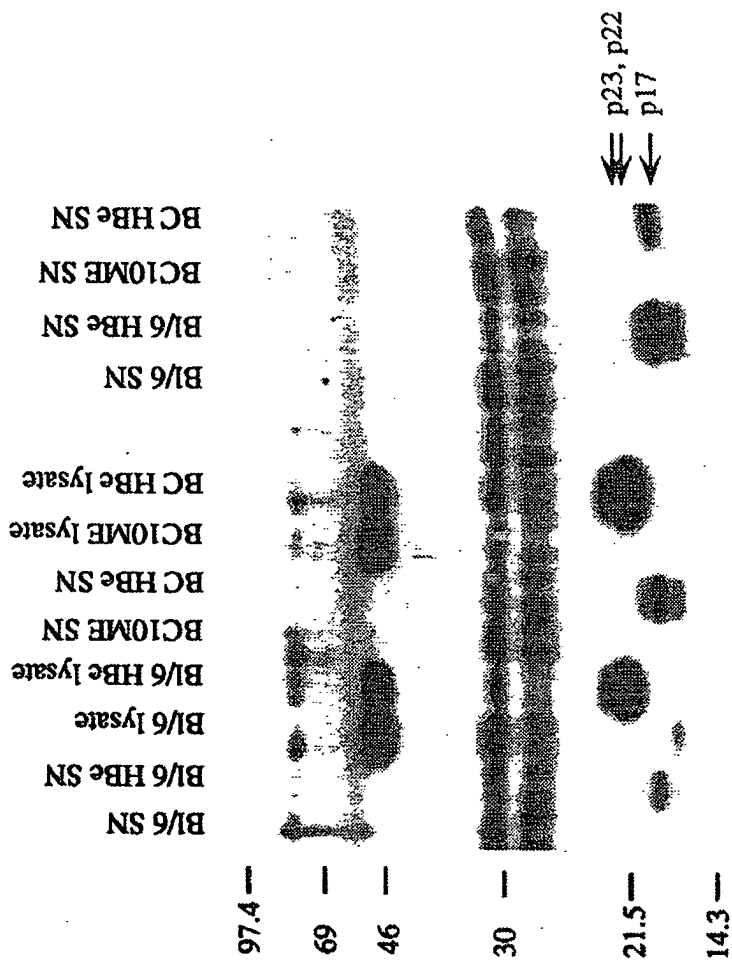 BC HBe SN
BC10ME SN
Bl/6 HBe SN
Bl/6 SN
BC HBe lysate
BC10ME lysate
BC HBe SN
BC10ME SN
Bl/6 HBe lysate
Bl/6 lysate
Bl/6 HBe SN
Bl/6 SN
97.4
69
46
30
21.5
14.3
p23, p22
p17